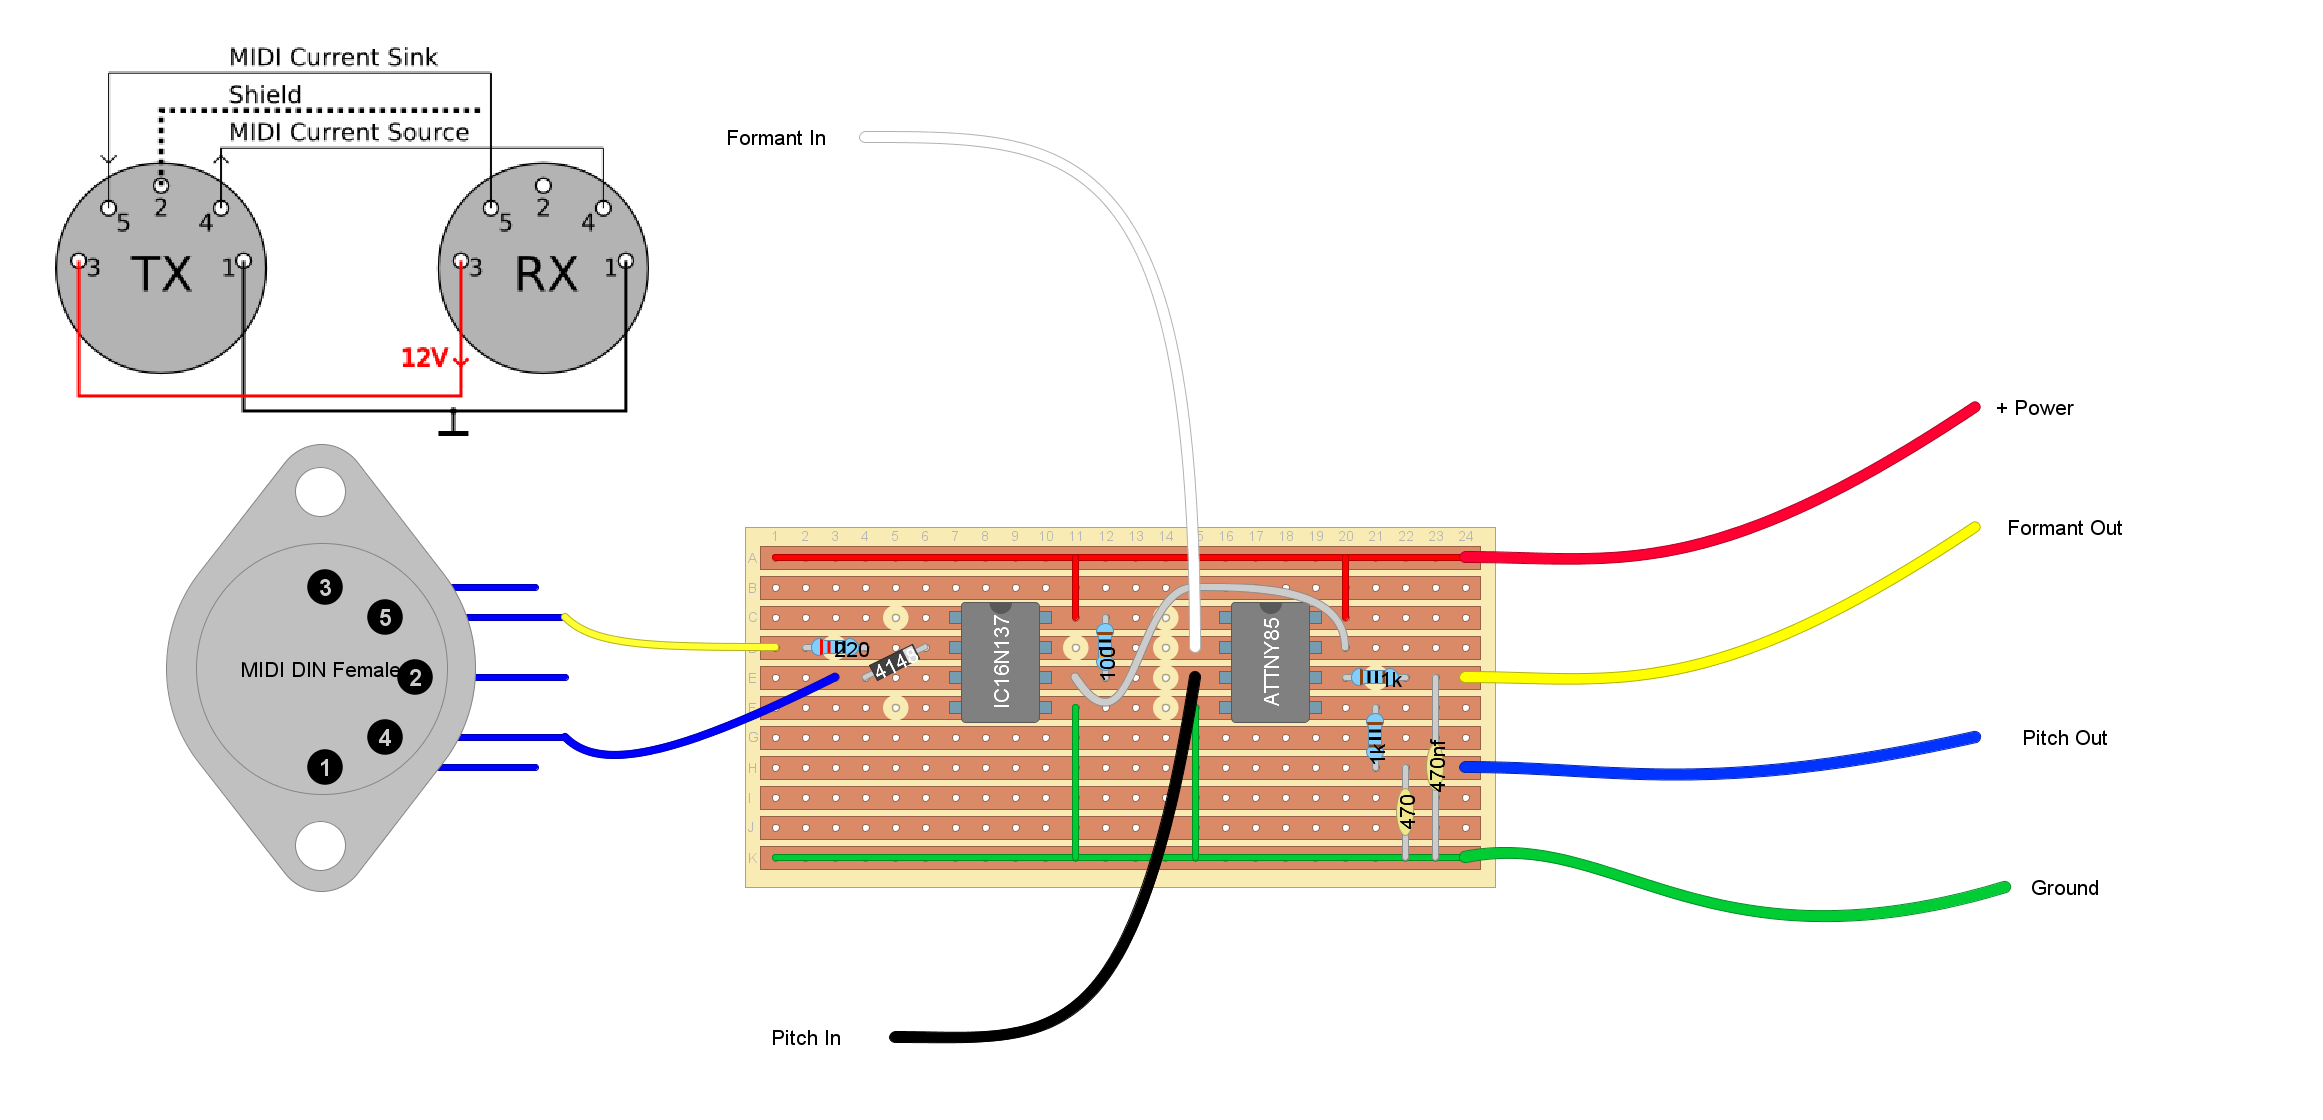 MIDI Current Sink
Shield
MIDI Current Source
5
2
4
3
TX
1
5
2
4
3
RX
1
12V
Formant In
+ Power
Formant Out
Pitch Out
Ground
Pitch In
MIDI DIN Female
3
5
2
4
1
1 2 3 4 5 6 7 8 9 10 11 12 13 14 15 16 17 18 19 20 21 22 23 24
A
B
C
E
F
G
H
I
J
K
220
4148
IC16N137
100
ATTNY85
1k
1k
470nf
470